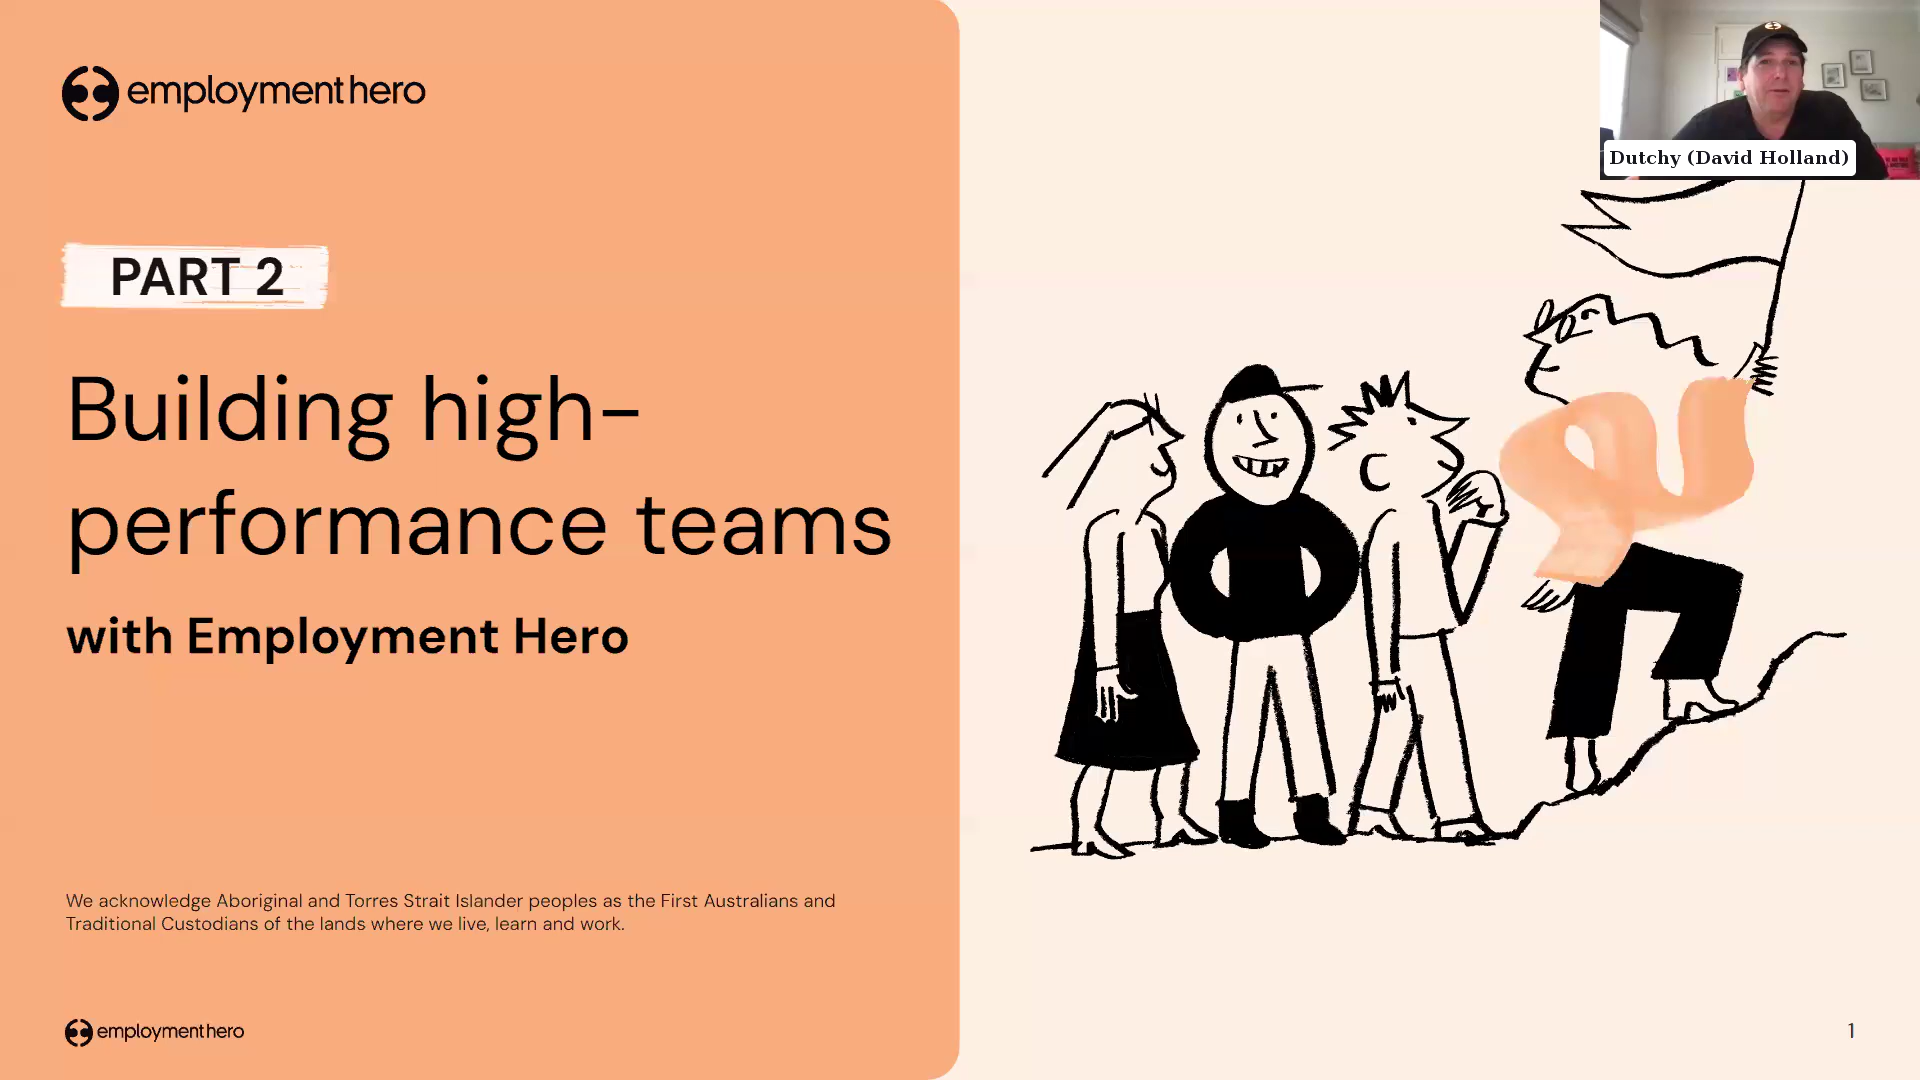 employmenthero
PART 2
Building high-
performance teams
with Employment Hero
We acknowledge Aboriginal and Torres Strait Islander peoples as the First Australians and
Traditional Custodians of the lands where we live, learn and work.
employmenthero
1
Dutchy (David Holland)